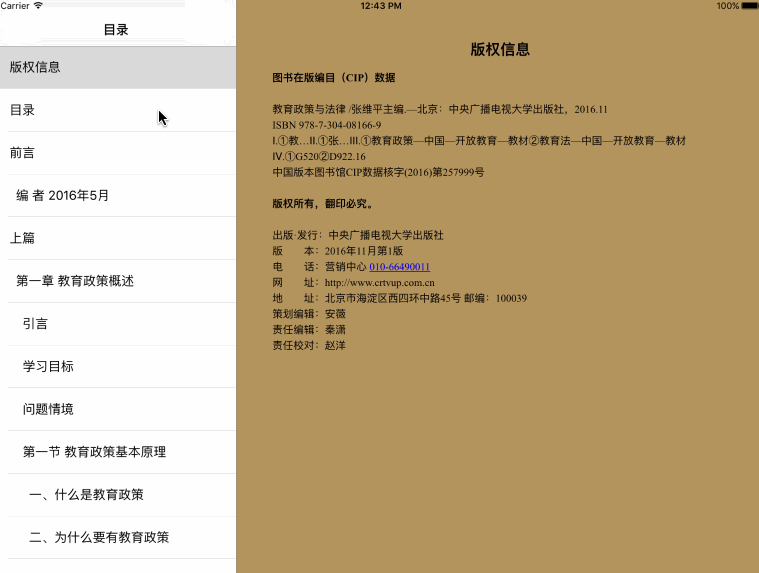 Carrier
12:43 PM
100%
目录
版权信息
目录
前言
编 者 2016年5月
上篇
第一章 教育政策概述
引言
学习目标
问题情境
第一节 教育政策基本原理
一、什么是教育政策
二、为什么要有教育政策
版权信息
图书在版编目（CIP）数据
教育政策与法律 /张维平主编.—北京：中央广播电视大学出版社，2016.11
ISBN 978-7-304-08166-9
Ⅰ.①教…Ⅱ.①张…Ⅲ.①教育政策—中国—开放教育—教材②教育法—中国—开放教育—教材
Ⅳ.①G520②D922.16
中国版本图书馆CIP数据核字(2016)第257999号
版权所有，翻印必究。
出版·发行：中央广播电视大学出版社
版　　本：2016年11月第1版
电　　话：营销中心 010-66490011
网　　址：http://www.crtvup.com.cn
地　　址：北京市海淀区西四环中路45号 邮编：100039
策划编辑：安薇
责任编辑：秦潇
责任校对：赵洋